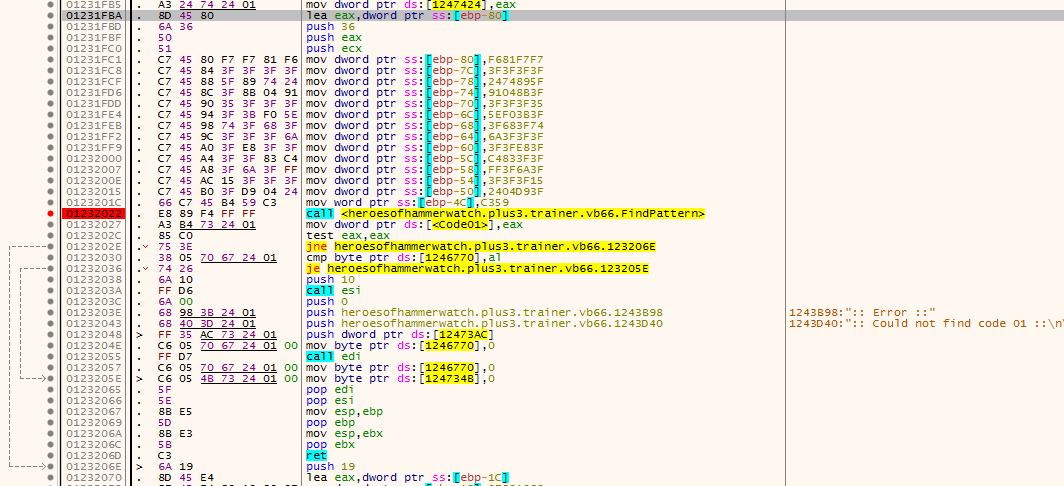 01231FB5 . A3 24 74 24 01 mov dword ptr ds:[1247424],eax
01231FBA . 8D 45 80 lea eax,dword ptr ss:[ebp-80]
01231FBD . 6A 36 push 36
01231FBF . 50 push eax
01231FC0 . 51 push ecx
01231FC1 . C7 45 80 F7 F7 81 F6 mov dword ptr ss:[ebp-80],F681F7F7
01231FC8 . C7 45 84 3F 3F 3F 3F mov dword ptr ss:[ebp-7C],3F3F3F3F
01231FCF . C7 45 88 5F 89 74 24 mov dword ptr ss:[ebp-78],2474895F
01231FD6 . C7 45 8C 3F 8B 04 91 mov dword ptr ss:[ebp-74],91048B3F
01231FDD . C7 45 90 35 3F 3F 3F mov dword ptr ss:[ebp-70],3F3F3F35
01231FE4 . C7 45 94 3F 3B F0 5E mov dword ptr ss:[ebp-6C],5EF03B3F
01231FEB . C7 45 98 74 3F 68 3F mov dword ptr ss:[ebp-68],3F683F74
01231FF2 . C7 45 9C 3F 3F 3F 6A mov dword ptr ss:[ebp-64],6A3F3F3F
01231FF9 . C7 45 A0 3F E8 3F 3F mov dword ptr ss:[ebp-60],3F3FE83F
01232000 . C7 45 A4 3F 3F 83 C4 mov dword ptr ss:[ebp-5C],C4833F3F
01232007 . C7 45 A8 3F 6A 3F FF mov dword ptr ss:[ebp-58],FF3F6A3F
0123200E . C7 45 AC 15 3F 3F 3F mov dword ptr ss:[ebp-54],3F3F3F15
01232015 . C7 45 B0 3F D9 04 24 mov dword ptr ss:[ebp-50],2404D93F
0123201C . 66 C7 45 B4 59 C3 mov word ptr ss:[ebp-4C],C359
01232022 . E8 89 F4 FF FF call <heroesofhammerwatch.plus3.trainer.vb66.FindPattern>
01232027 . A3 B4 73 24 01 mov dword ptr ds:[<Code01>],eax
0123202C . 85 C0 test eax,eax
0123202E . 75 3E jne heroesofhammerwatch.plus3.trainer.vb66.123206E
01232030 . 38 05 70 67 24 01 cmp byte ptr ds:[1246770],al
01232036 . 74 26 je heroesofhammerwatch.plus3.trainer.vb66.123205E
01232038 . 6A 10 push 10
0123203A . FF D6 call esi
0123203C . 6A 00 push 0
0123203E . 68 98 3B 24 01 push heroesofhammerwatch.plus3.trainer.vb66.1243B98 1243B98:":: Error ::"
01232043 . 68 40 3D 24 01 push heroesofhammerwatch.plus3.trainer.vb66.1243D40 1243D40:":: Could not find code 01 ::\n\
01232048 > FF 35 AC 73 24 01 push dword ptr ds:[12473AC]
0123204E . C6 05 70 67 24 01 00 mov byte ptr ds:[1246770],0
01232055 . FF D7 call edi
01232057 . C6 05 70 67 24 01 00 mov byte ptr ds:[1246770],0
0123205E > C6 05 4B 73 24 01 00 mov byte ptr ds:[124734B],0
01232065 . 5F pop edi
01232066 . 5E pop esi
01232067 . 8B E5 mov esp,ebp
01232069 . 5D pop ebp
0123206A . 8B E3 mov esp,ebx
0123206C . 5B pop ebx
0123206D . C3 ret
0123206E > 6A 19 push 19
01232070 . 8D 45 E4 lea eax,dword ptr ss:[ebp-1C]